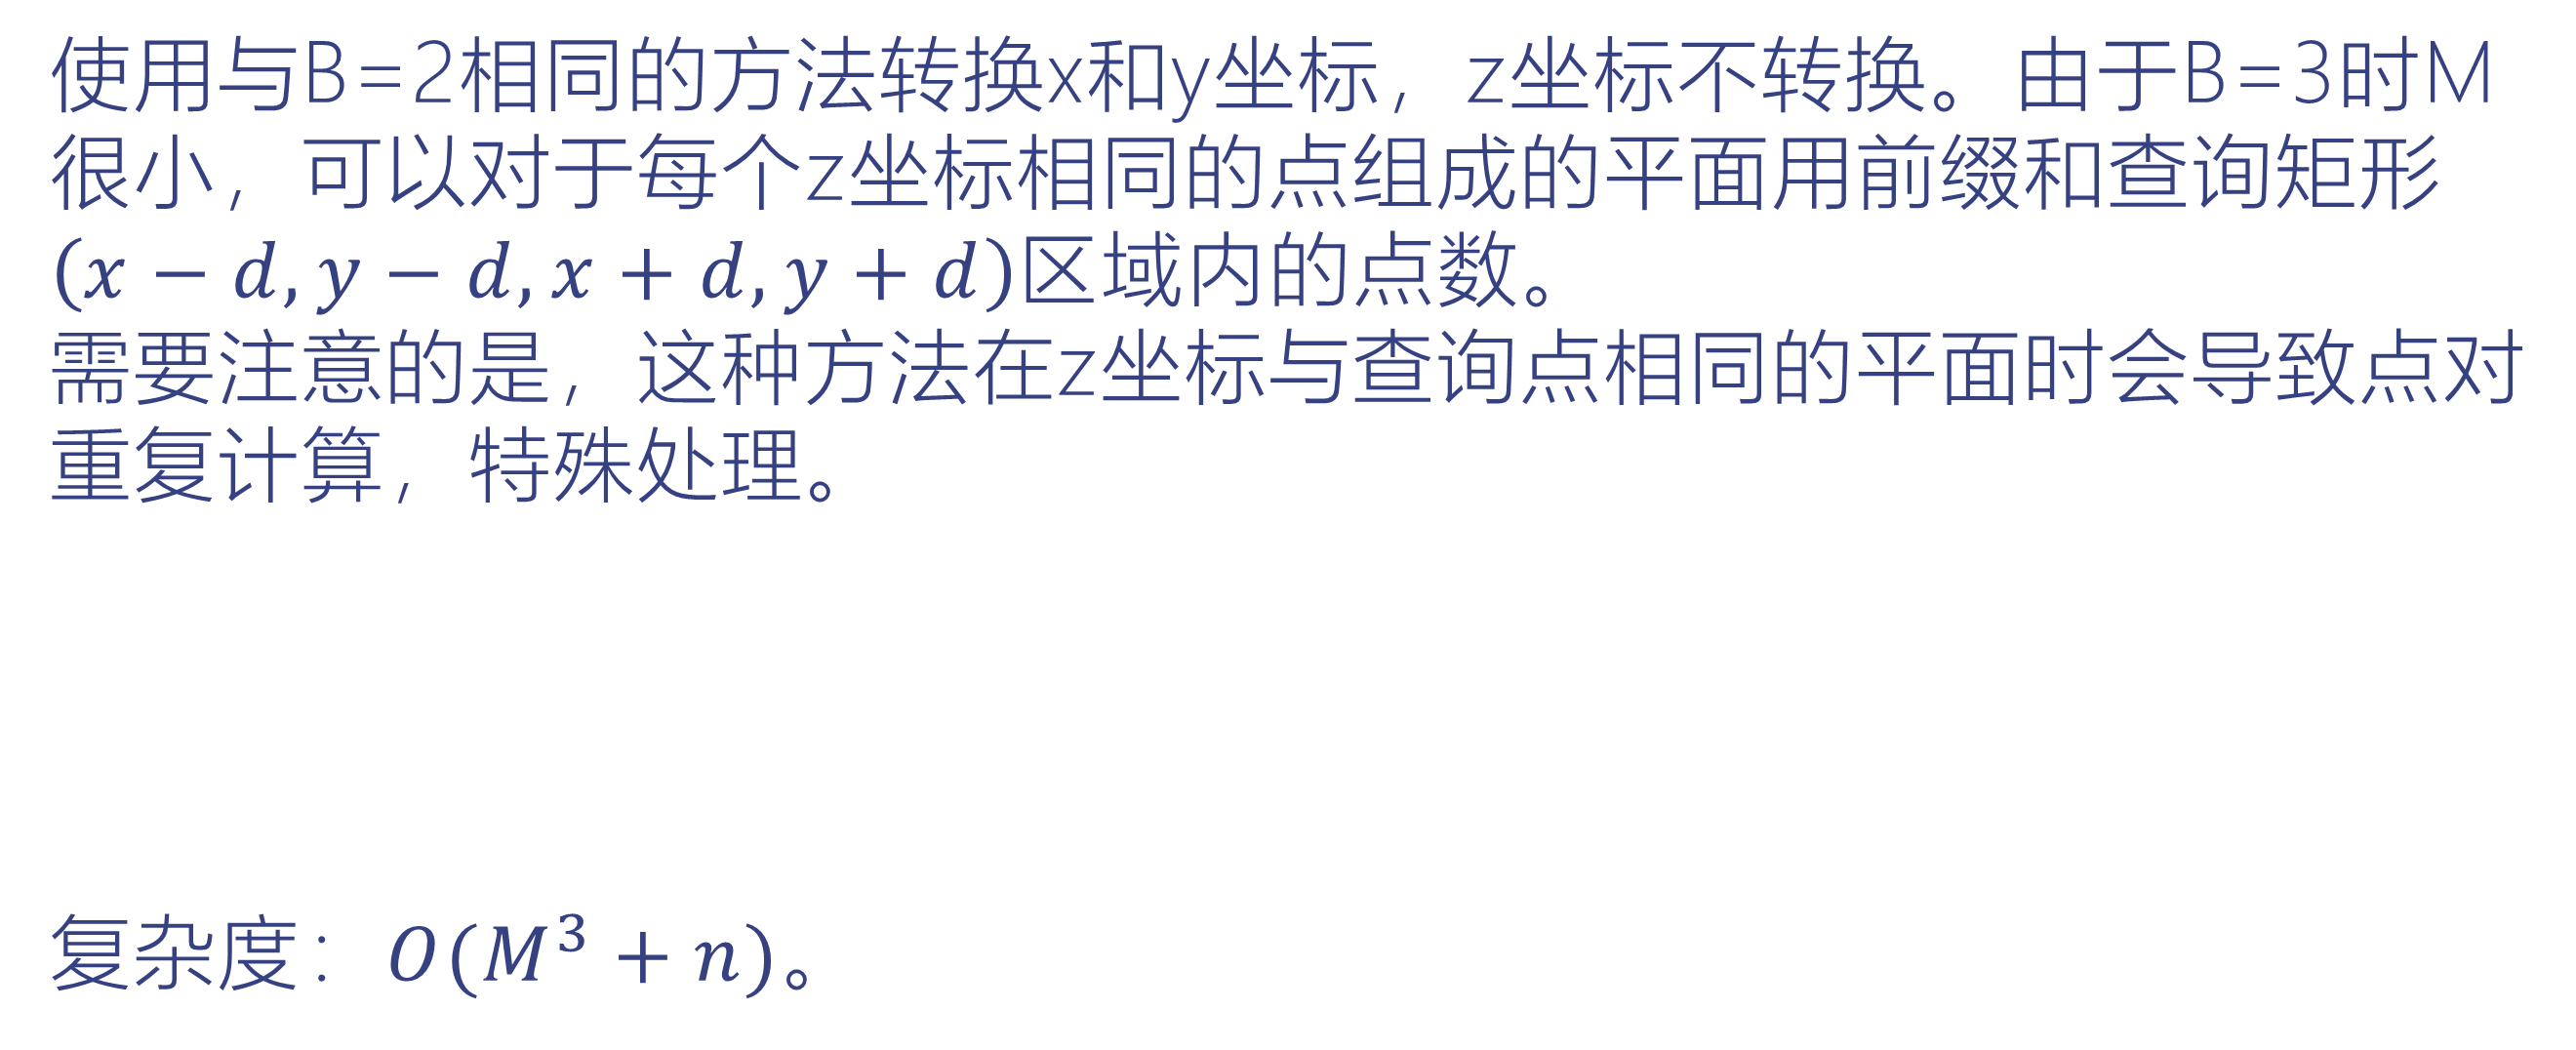 使用与B=2相同的方法转换x和y坐标，z坐标不转换。由于B=3时M
很小，可以对于每个z坐标相同的点组成的平面用前缀和查询矩形
(x − d, y − d, x + d, y + d)区域内的点数。
需要注意的是，这种方法在z坐标与查询点相同的平面时会导致点对
重复计算，特殊处理。
复杂度：O(M³ + n)。